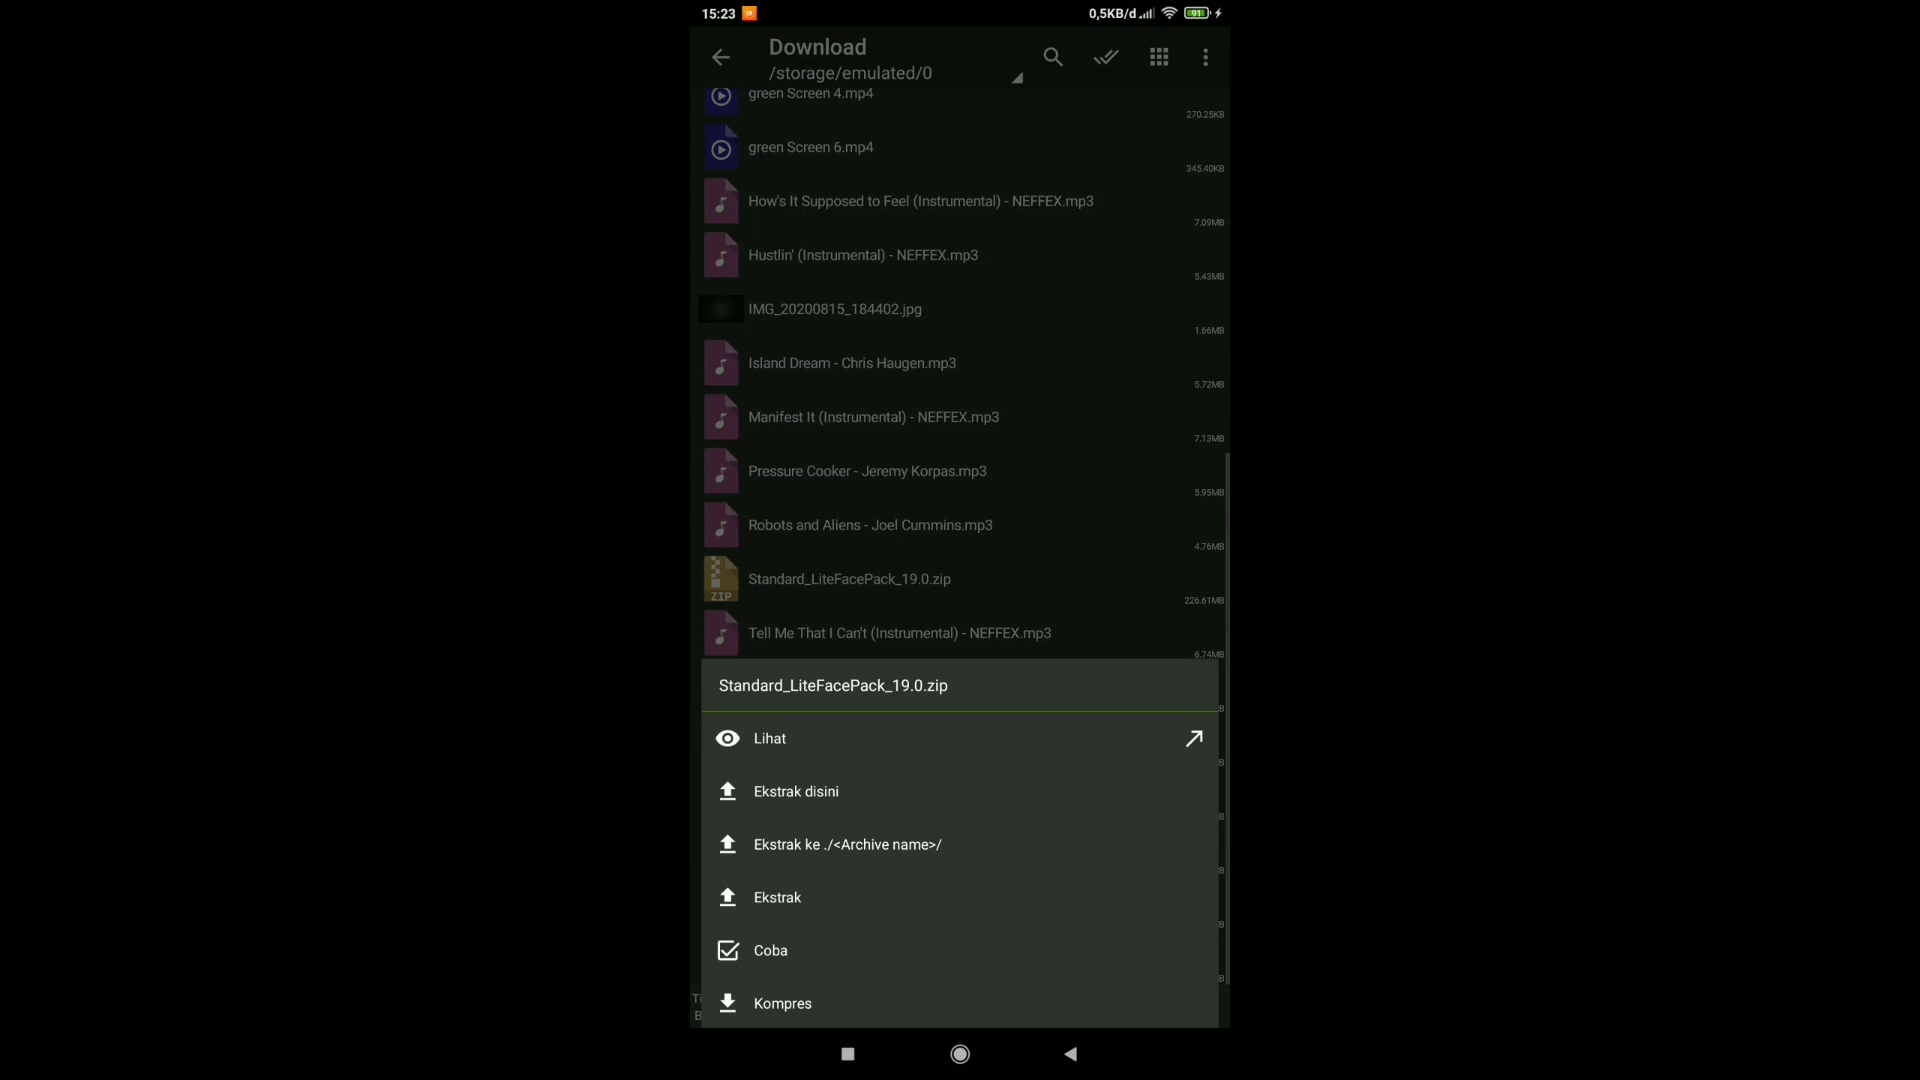 15:23
0,5KB/d
91
Download
/storage/emulated/0
green Screen 4.mp4
270.25KB
green Screen 6.mp4
345.40KB
How's It Supposed to Feel (Instrumental) - NEFFEX.mp3
7.09MB
Hustlin' (Instrumental) - NEFFEX.mp3
5.43MB
IMG_20200815_184402.jpg
1.66MB
Island Dream - Chris Haugen.mp3
5.72MB
Manifest It (Instrumental) - NEFFEX.mp3
7.13MB
Pressure Cooker - Jeremy Korpas.mp3
5.95MB
Robots and Aliens - Joel Cummins.mp3
4.76MB
ZIP
Standard_LiteFacePack_19.0.zip
226.61MB
Tell Me That I Can't (Instrumental) - NEFFEX.mp3
6.74MB
Standard_LiteFacePack_19.0.zip
Lihat
Ekstrak disini
Ekstrak ke ./<Archive name>/
Ekstrak
Coba
Kompres